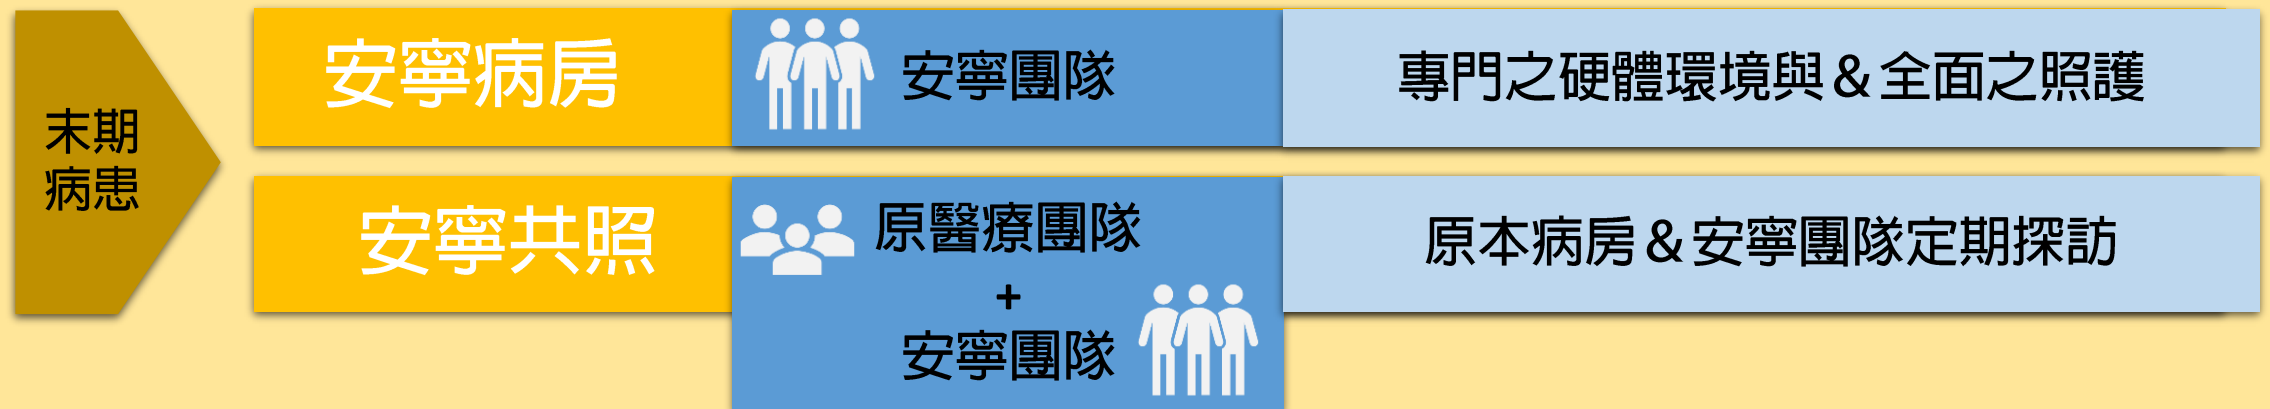 末期
病患
安寧病房
安寧團隊
專門之硬體環境與&全面之照護
安寧共照
原醫療團隊
+
安寧團隊
原本病房&安寧團隊定期探訪